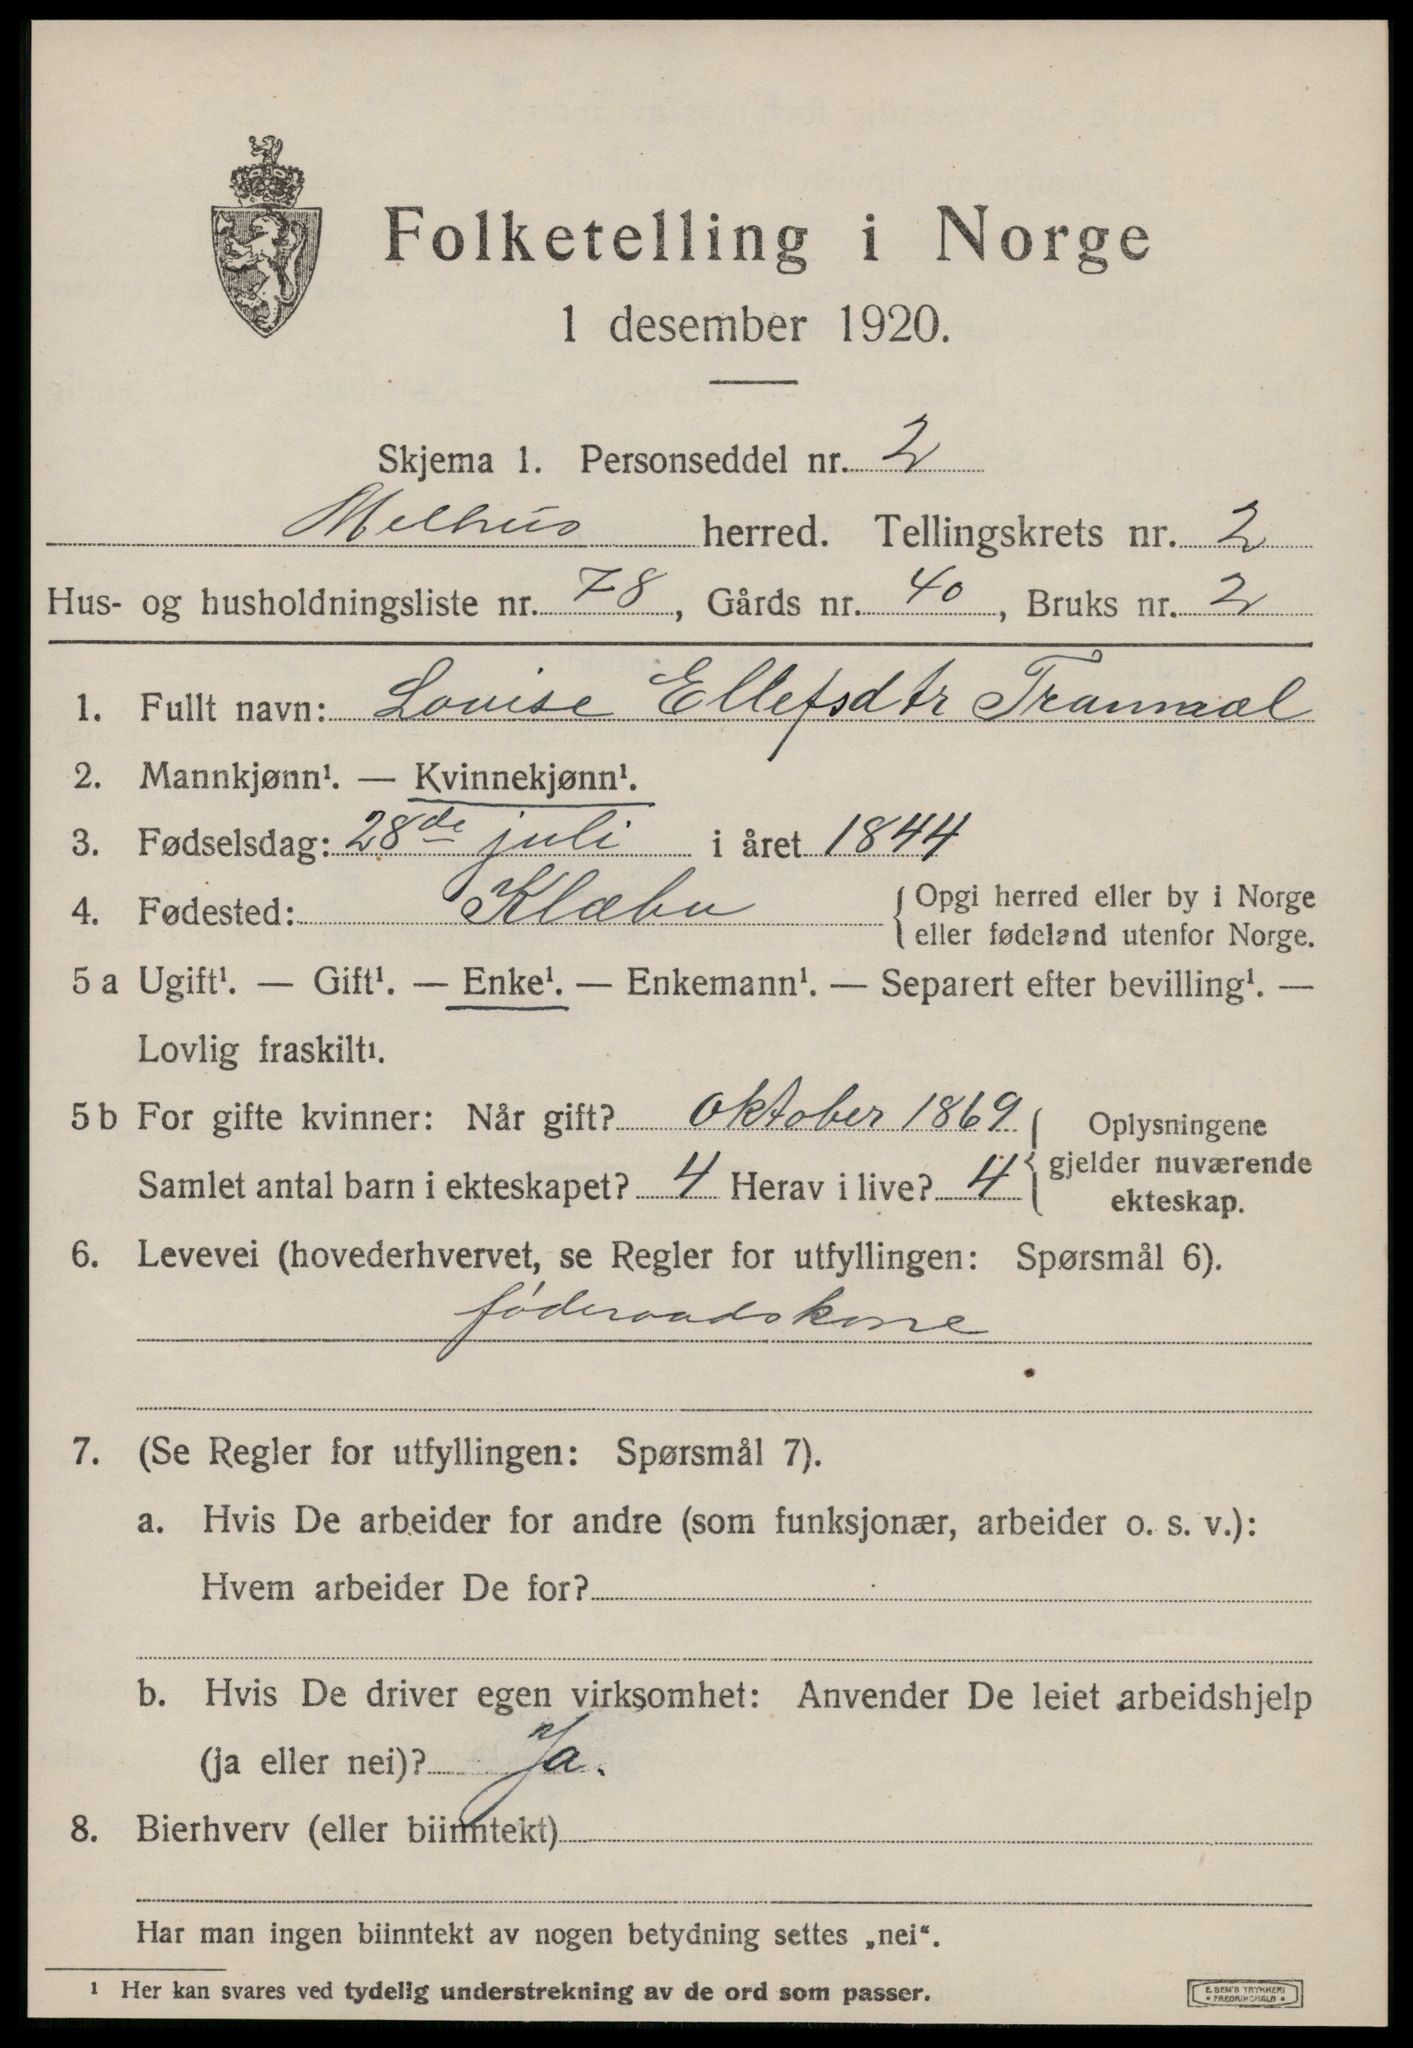 Folketelling i Norge
1 desember 1920.
Skjema 1. Personseddel nr. 2
Melhus herred. Tellingskrets nr. 2
Hus- og husholdningsliste nr. 78, Gårds nr. 40, Bruks nr. 2
1. Fullt navn: Louise Ellefsdtr Tranmæl
2. Mannkjønn¹. — Kvinnekjønn¹.
3. Fødselsdag: 28de juli i året 1844
4. Fødested: Klæbu { Opgi herred eller by i Norge
eller fødeland utenfor Norge.
5 a Ugift¹. — Gift¹. — Enke¹. — Enkemann¹. — Separert efter bevilling¹. —
Lovlig fraskilt¹.
5 b For gifte kvinner: Når gift? oktober 1869 { Oplysningene
Samlet antal barn i ekteskapet? 4 Herav i live? 4 gjelder nuværende
ekteskap.
6. Levevei (hovederhvervet, se Regler for utfyllingen: Spørsmål 6).
föderaadskone
7. (Se Regler for utfyllingen: Spørsmål 7).
a. Hvis De arbeider for andre (som funksjonær, arbeider o. s. v.):
Hvem arbeider De for?
b. Hvis De driver egen virksomhet: Anvender De leiet arbeidshjelp
(ja eller nei)? Ja.
8. Bierhverv (eller biinntekt)
Har man ingen biinntekt av nogen betydning settes „nei“.
¹ Her kan svares ved tydelig understrekning av de ord som passer.
E. SEM'S TRYKKERI
• FREDRIKSHALD •